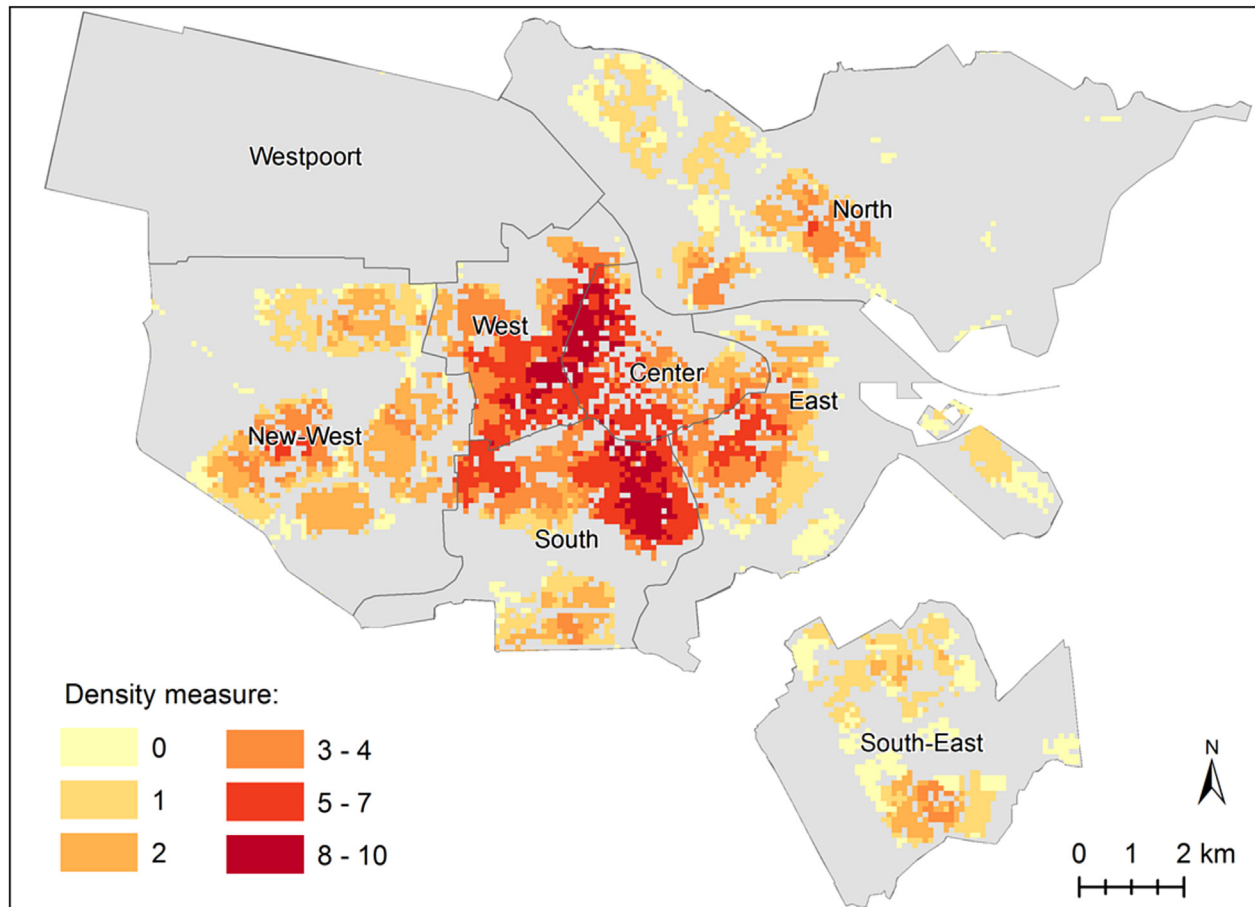 Westpoort
North
West
Center
East
New-West
South
Density measure:
0
3 - 4
1
5 - 7
2
8 - 10
South-East
N
0 1 2 km